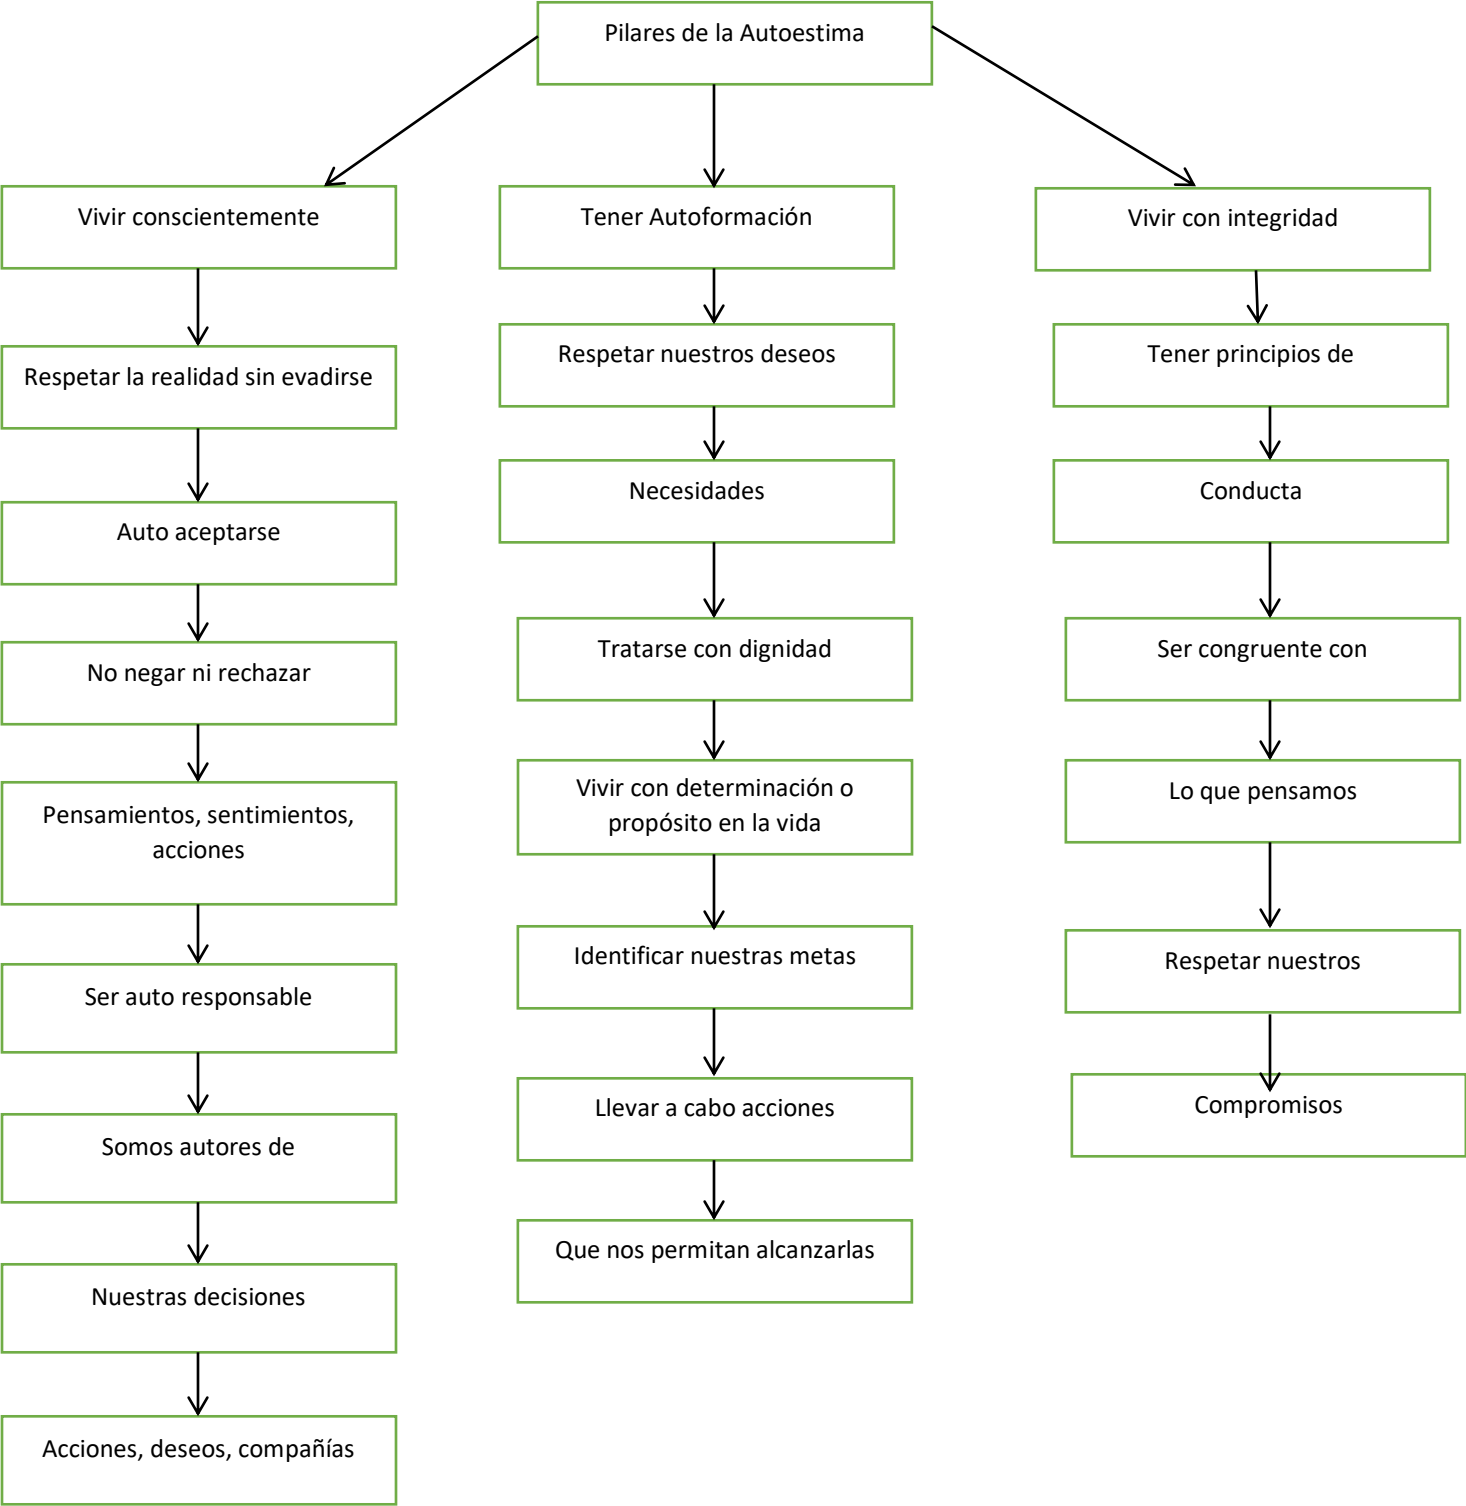 Pilares de la Autoestima
Vivir conscientemente
Respetar la realidad sin evadirse
Auto aceptarse
No negar ni rechazar
Pensamientos, sentimientos,
acciones
Ser auto responsable
Somos autores de
Nuestras decisiones
Acciones, deseos, compañías
Tener Autoformación
Respetar nuestros deseos
Necesidades
Tratarse con dignidad
Vivir con determinación o
propósito en la vida
Identificar nuestras metas
Llevar a cabo acciones
Que nos permitan alcanzarlas
Vivir con integridad
Tener principios de
Conducta
Ser congruente con
Lo que pensamos
Respetar nuestros
Compromisos